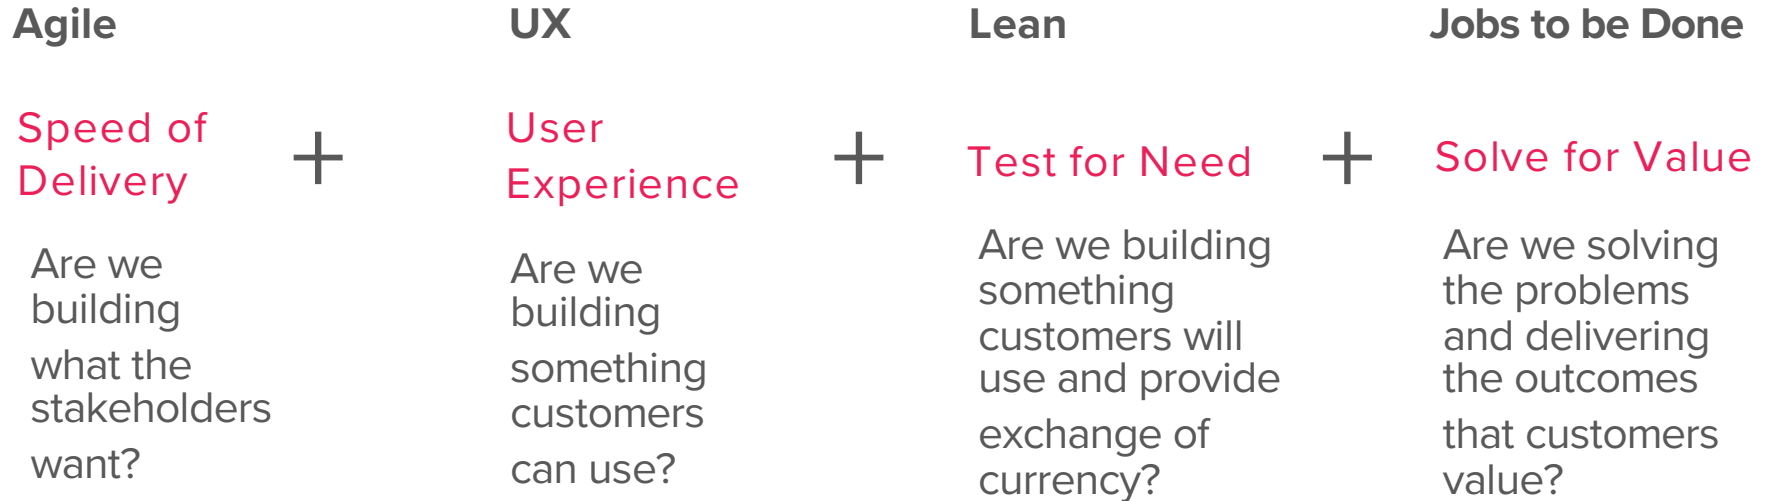 Agile
Speed of
Delivery
Are we
building
what the
stakeholders
want?
+
UX
User
Experience
Are we
building
something
customers
can use?
+
Lean
Test for Need
Are we building
something
customers will
use and provide
exchange of
currency?
+
Jobs to be Done
Solve for Value
Are we solving
the problems
and delivering
the outcomes
that customers
value?